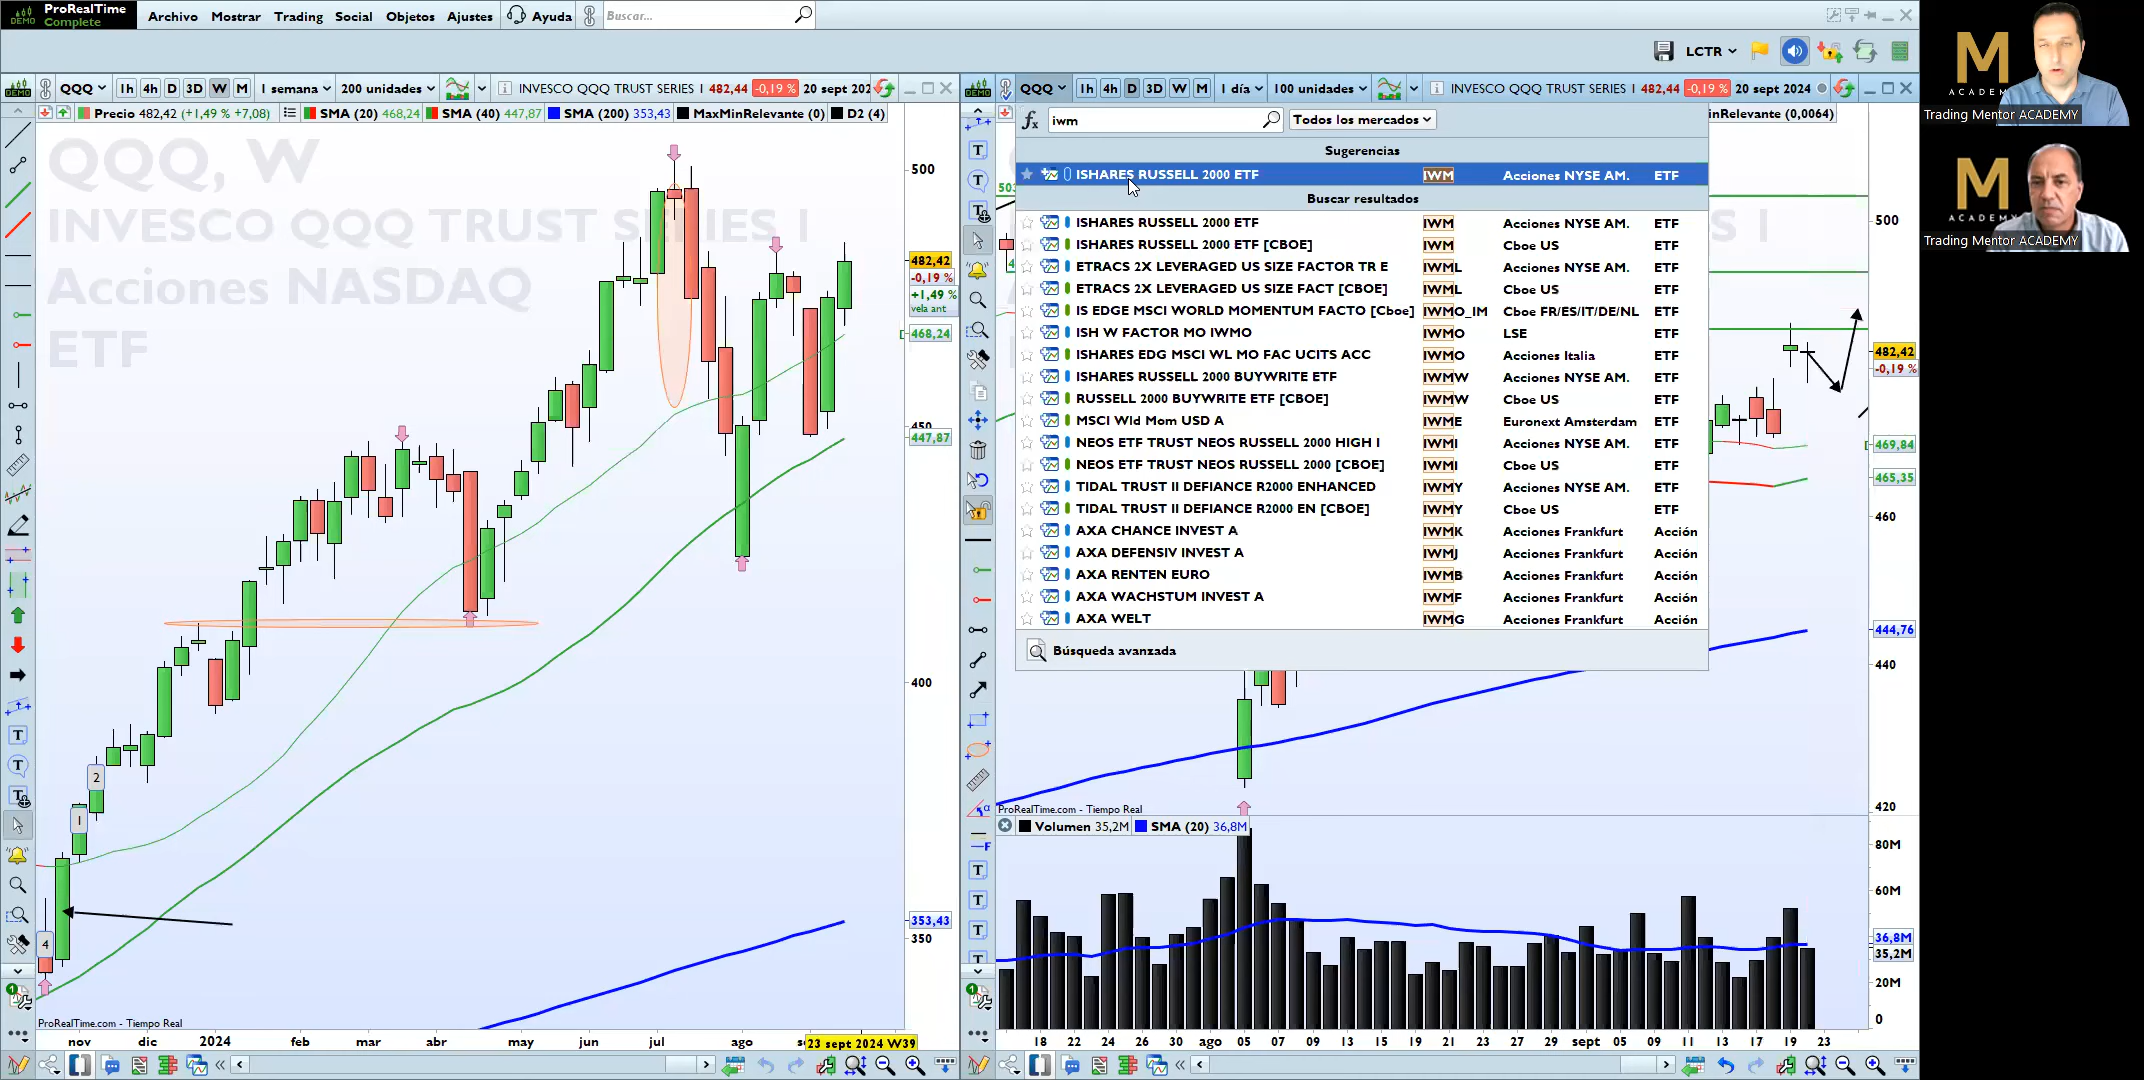 ProRealTime
Complete
DEMO
Archivo Mostrar Trading Social Objetos Ajustes Ayuda Buscar...
LCTR
DEMO QQQ 1h 4h D 3D W M 1 semana 200 unidades INVESCO QQQ TRUST SERIES I 482,44 -0,19 % 20 sept 202
Precio 482,42 (+1,49 % +7,08) SMA (20) 468,24 SMA (40) 447,87 SMA (200) 353,43 MaxMinRelevante (0) D2 (4)
QQQ, W
INVESCO QQQ TRUST SERIES I
Acciones NASDAQ
ETF
500
482,42
-0,19 %
+1,49 %
vela ant
468,24
450
447,87
400
353,43
350
1
2
4
ProRealTime.com - Tiempo Real
nov dic 2024 feb mar abr may jun jul ago 23 sept 2024 W39
DEMO QQQ 1h 4h D 3D W M 1 día 100 unidades INVESCO QQQ TRUST SERIES I 482,44 -0,19 % 20 sept 2024
iwm Todos los mercados
inRelevante (0,0064)
Sugerencias
ISHARES RUSSELL 2000 ETF IWM Acciones NYSE AM. ETF
Buscar resultados
ISHARES RUSSELL 2000 ETF IWM Acciones NYSE AM. ETF
ISHARES RUSSELL 2000 ETF [CBOE] IWM Cboe US ETF
ETRACS 2X LEVERAGED US SIZE FACTOR TR E IWML Acciones NYSE AM. ETF
ETRACS 2X LEVERAGED US SIZE FACT [CBOE] IWML Cboe US ETF
IS EDGE MSCI WORLD MOMENTUM FACTO [Cboe] IWMO_IM Cboe FR/ES/IT/DE/NL ETF
ISH W FACTOR MO IWMO IWMO LSE ETF
ISHARES EDG MSCI WL MO FAC UCITS ACC IWMO Acciones Italia ETF
ISHARES RUSSELL 2000 BUYWRITE ETF IWMW Acciones NYSE AM. ETF
RUSSELL 2000 BUYWRITE ETF [CBOE] IWMW Cboe US ETF
MSCI Wld Mom USD A IWME Euronext Amsterdam ETF
NEOS ETF TRUST NEOS RUSSELL 2000 HIGH I IWMI Acciones NYSE AM. ETF
NEOS ETF TRUST NEOS RUSSELL 2000 [CBOE] IWMI Cboe US ETF
TIDAL TRUST II DEFIANCE R2000 ENHANCED IWMY Acciones NYSE AM. ETF
TIDAL TRUST II DEFIANCE R2000 EN [CBOE] IWMY Cboe US ETF
AXA CHANCE INVEST A IWMK Acciones Frankfurt Acción
AXA DEFENSIV INVEST A IWMJ Acciones Frankfurt Acción
AXA RENTEN EURO IWMB Acciones Frankfurt Acción
AXA WACHSTUM INVEST A IWMF Acciones Frankfurt Acción
AXA WELT IWMG Acciones Frankfurt Acción
Búsqueda avanzada
S I
500
482,42
-0,19 %
469,84
465,35
460
444,76
440
420
ProRealTime.com - Tiempo Real
Volumen 35,2M SMA (20) 36,8M
80M
60M
36,8M
35,2M
20M
0
18 22 24 26 30 ago 05 07 09 13 15 19 21 23 27 29 sept 05 09 11 17 19 23
M
ACADEMY
Trading Mentor ACADEMY
M
ACADEMY
Trading Mentor ACADEMY